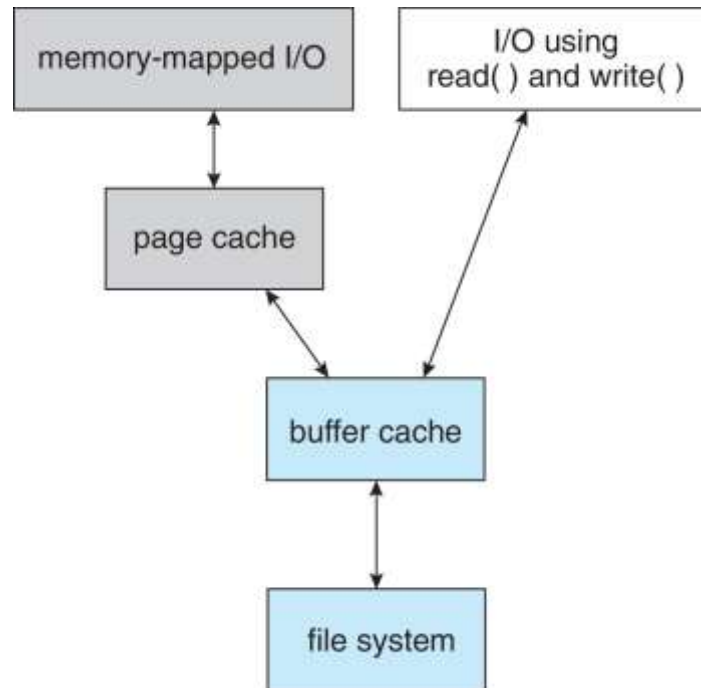 memory-mapped I/O
I/O using
read( ) and write( )
page cache
buffer cache
file system